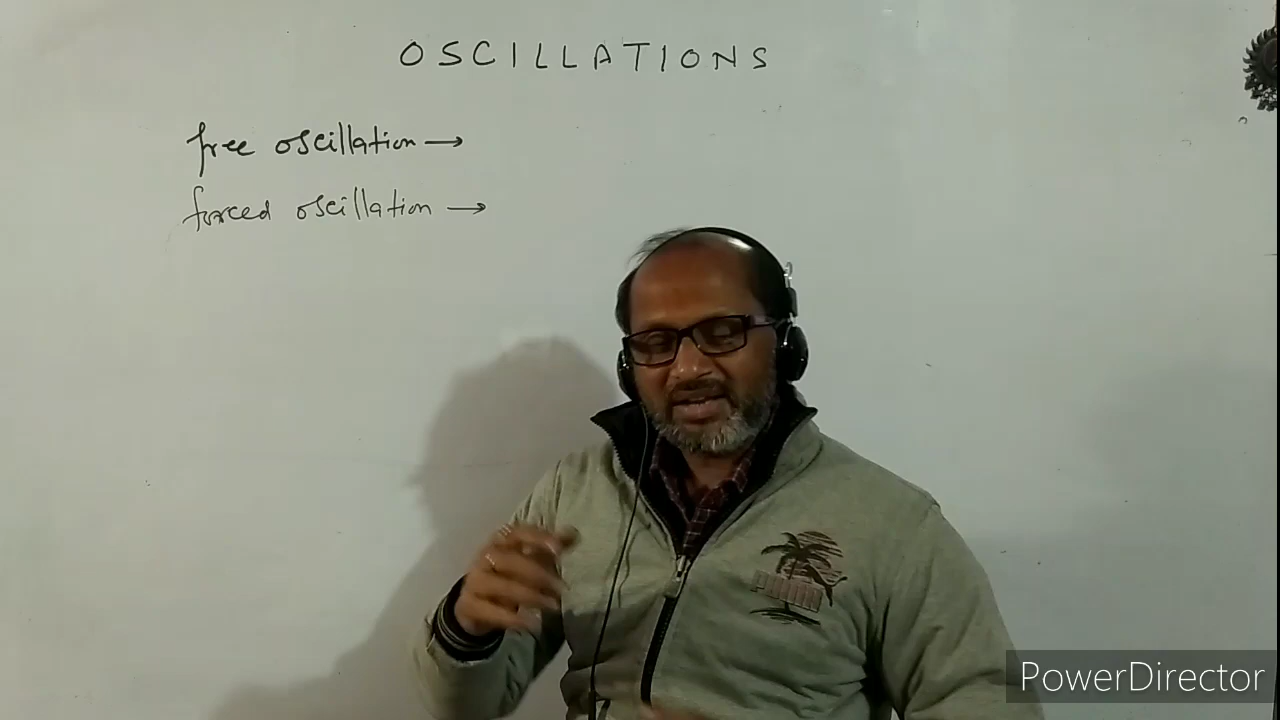 OSCILLATIONS
free oscillation →
forced oscillation →
PUMA
PowerDirector